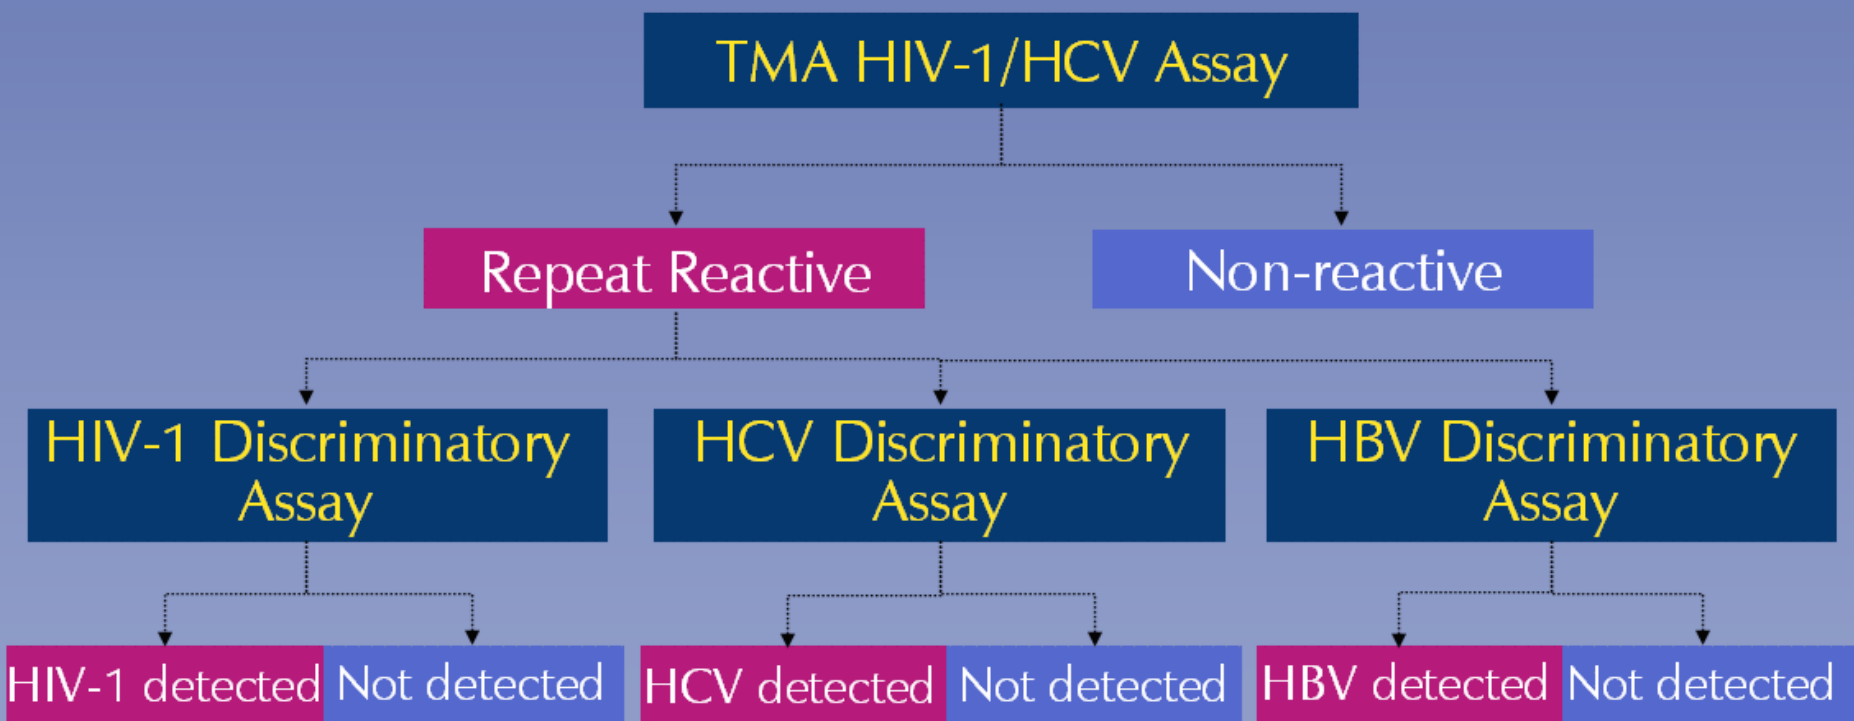 TMA HIV-1/HCV Assay
Repeat Reactive
Non-reactive
HIV-1 Discriminatory
Assay
HCV Discriminatory
Assay
HBV Discriminatory
Assay
HIV-1 detected
Not detected
HCV detected
Not detected
HBV detected
Not detected